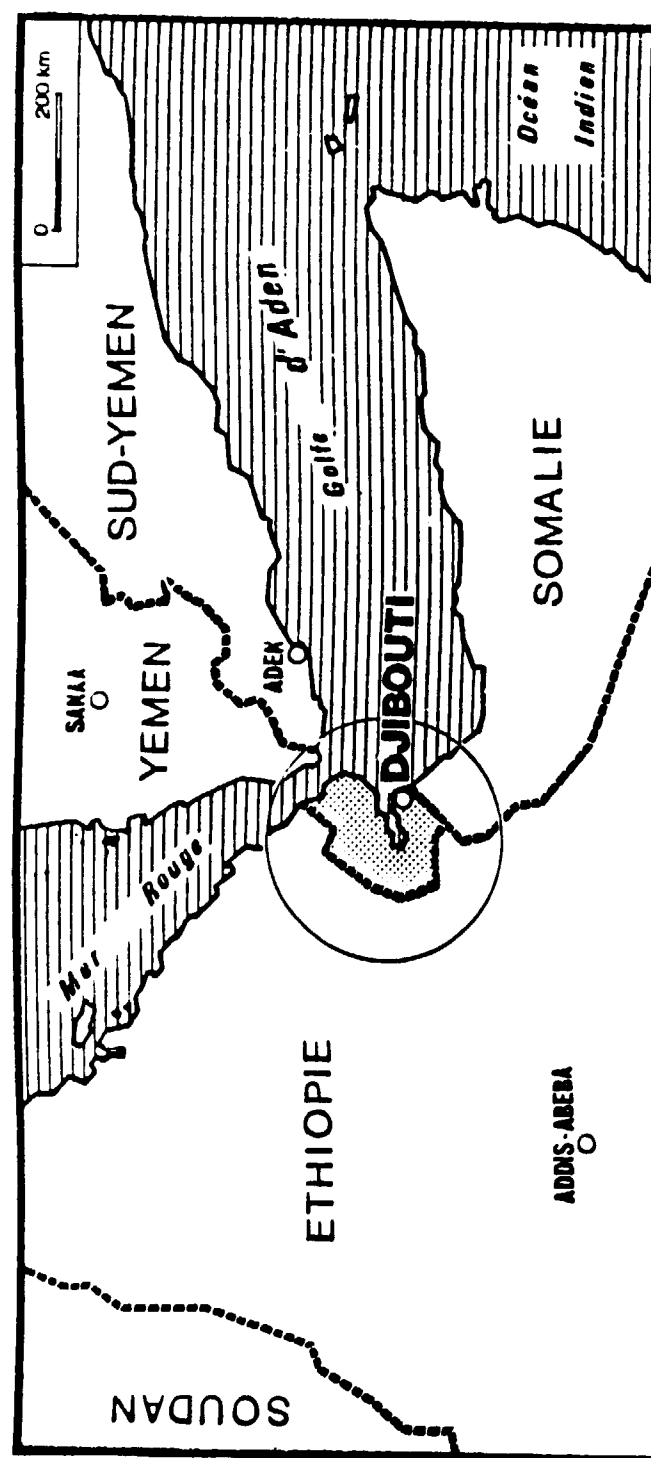 0 200 km
SUD-YEMEN
SANAA
YEMEN
ADEN
Mer Rouge
Golfe d'Aden
Océan
Indien
DJIBOUTI
SOMALIE
ETHIOPIE
ADDIS-ABEBA
SOUDAN